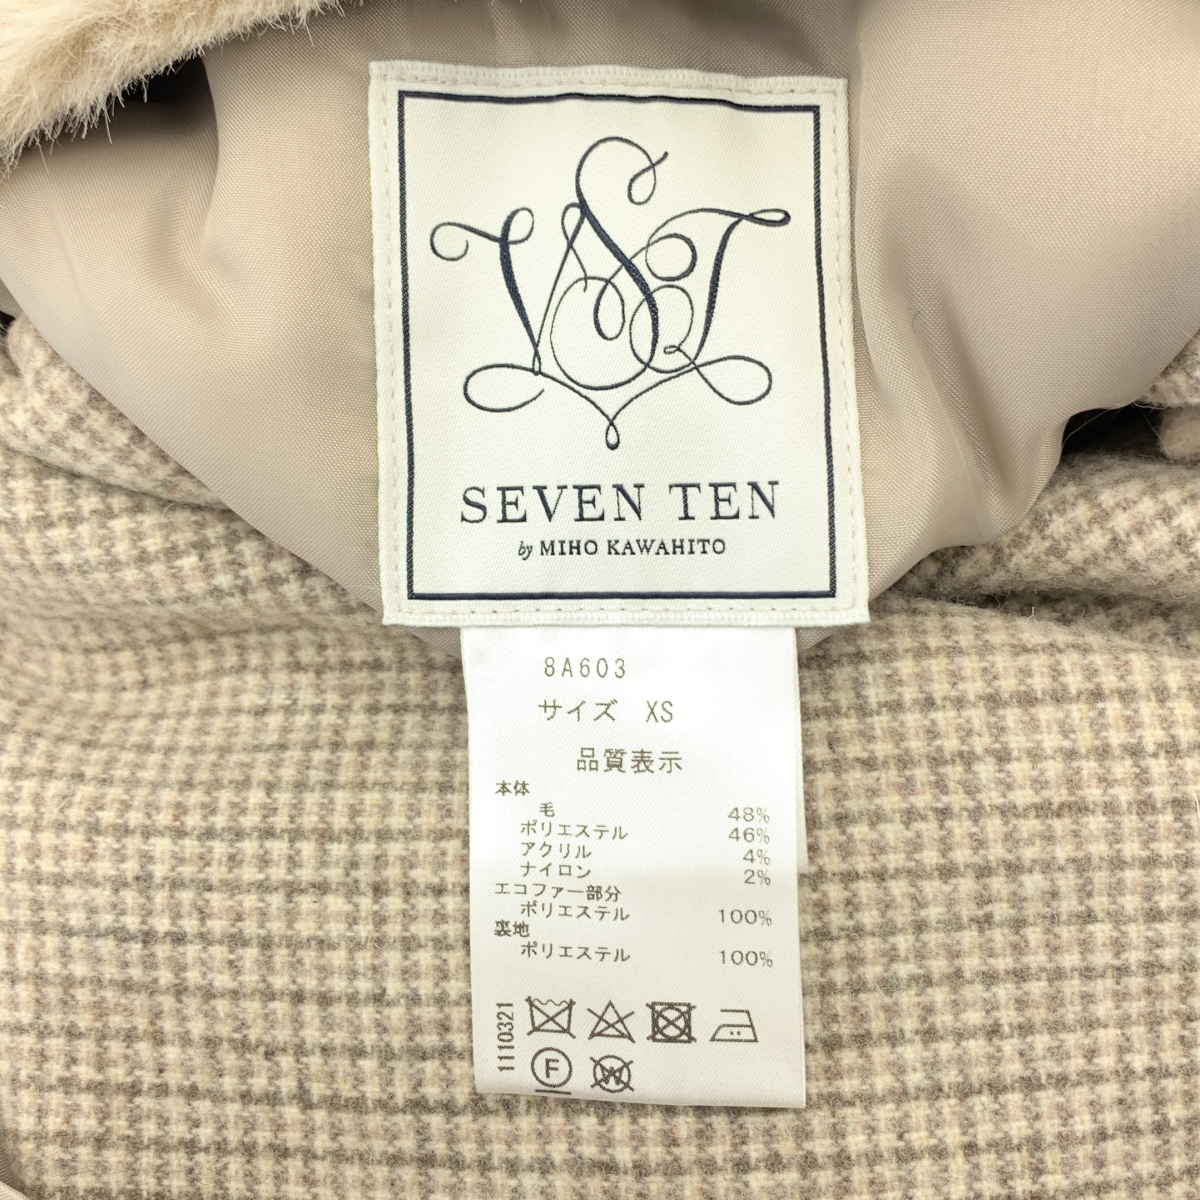 SEVEN TEN
by MIHO KAWAHITO
8A603
サイズ XS
品質表示
本体
毛 48%
ポリエステル 46%
アクリル 4%
ナイロン 2%
エコファー部分
ポリエステル 100%
裏地
ポリエステル 100%
1110321
F
W